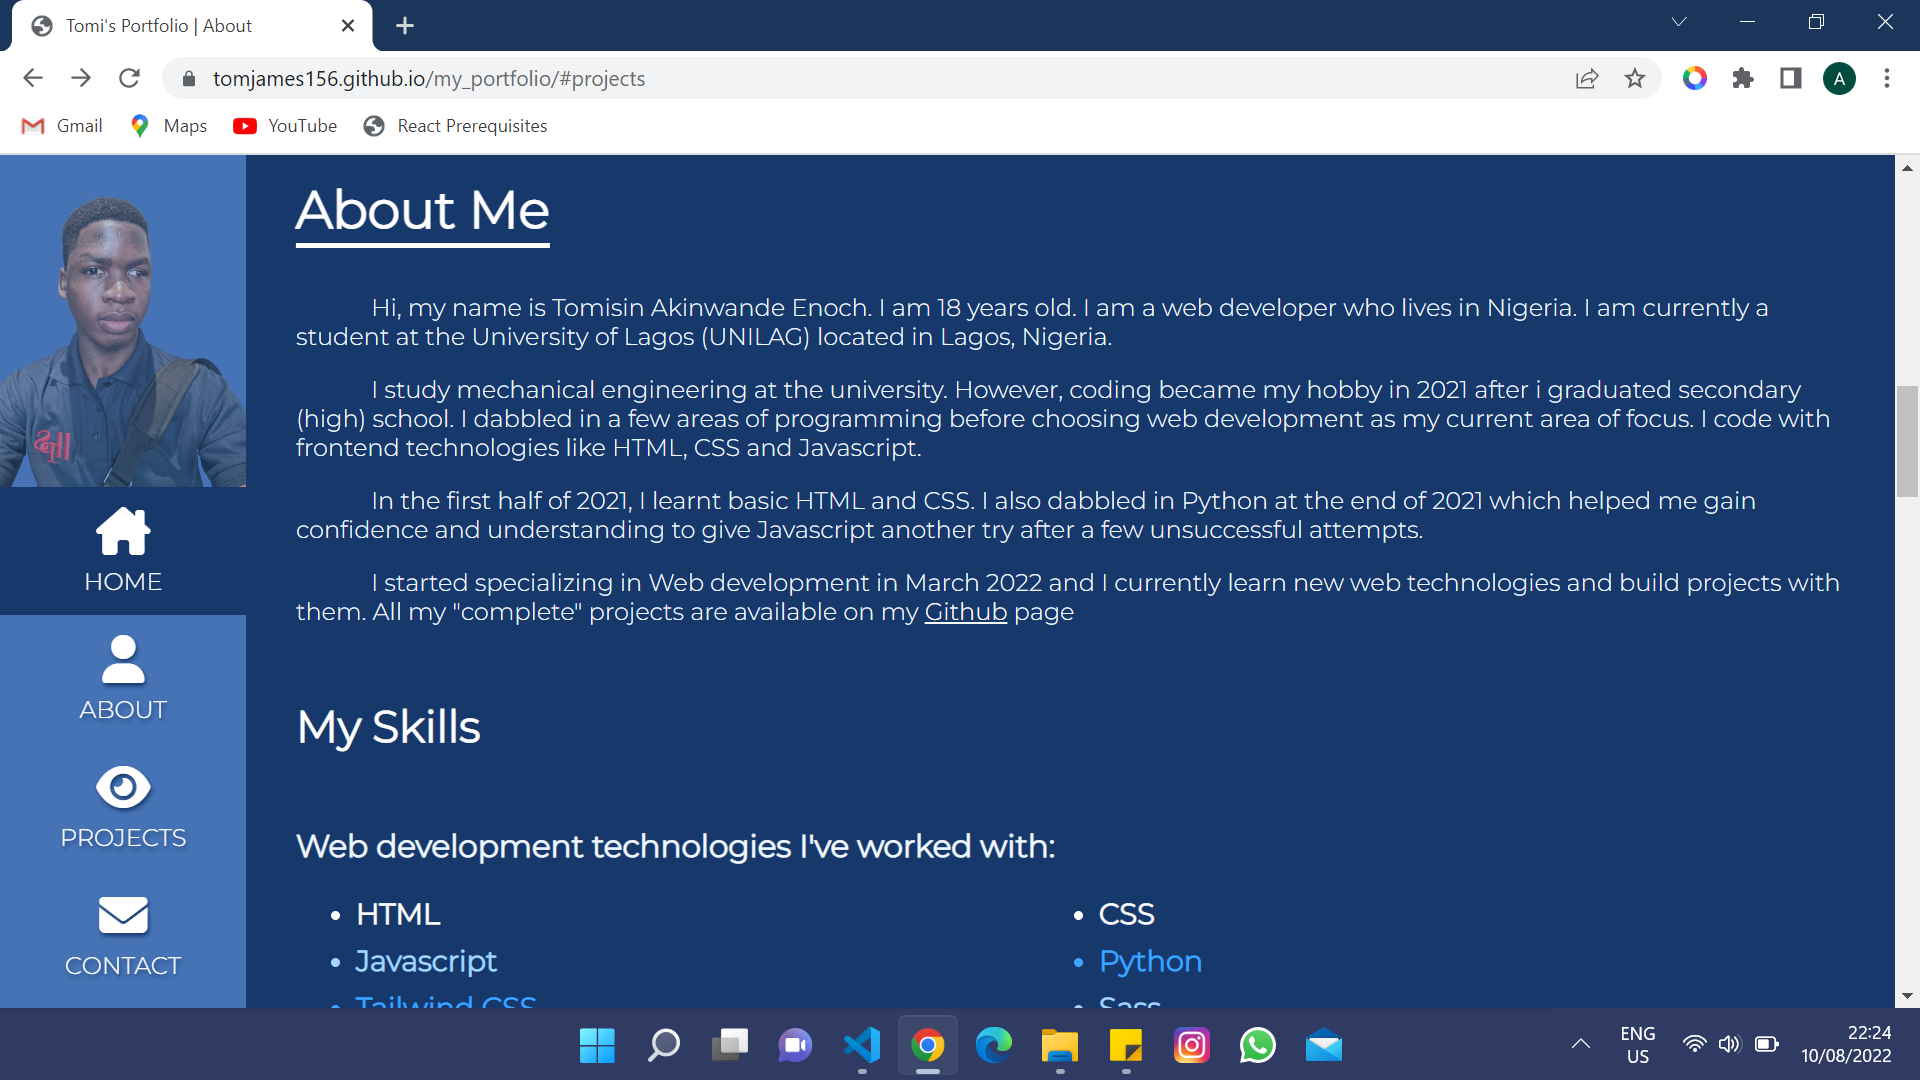 Tomi's Portfolio | About
tomjames156.github.io/my_portfolio/#projects
A
Gmail
Maps
YouTube
React Prerequisites
HOME
ABOUT
PROJECTS
CONTACT
About Me
Hi, my name is Tomisin Akinwande Enoch. I am 18 years old. I am a web developer who lives in Nigeria. I am currently a
student at the University of Lagos (UNILAG) located in Lagos, Nigeria.
I study mechanical engineering at the university. However, coding became my hobby in 2021 after i graduated secondary
(high) school. I dabbled in a few areas of programming before choosing web development as my current area of focus. I code with
frontend technologies like HTML, CSS and Javascript.
In the first half of 2021, I learnt basic HTML and CSS. I also dabbled in Python at the end of 2021 which helped me gain
confidence and understanding to give Javascript another try after a few unsuccessful attempts.
I started specializing in Web development in March 2022 and I currently learn new web technologies and build projects with
them. All my "complete" projects are available on my Github page
My Skills
Web development technologies I've worked with:
HTML
CSS
Javascript
Python
Tailwind CSS
Sass
ENG
US
22:24
10/08/2022